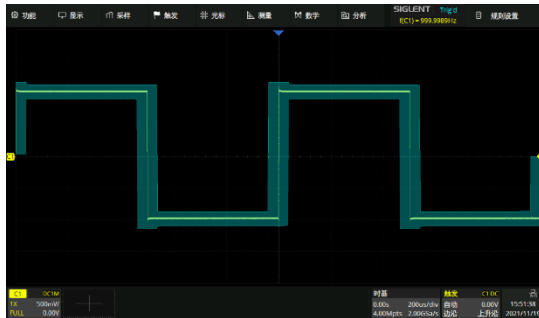 功能 显示 采样 触发 光标 测量 M 数学 分析 SIGLENT Trig'd 规则设置
f(C1) = 999.9989Hz
C1
C1 DC1M 时基 触发 C1 DC
1X 500mV/ 0.00s 200us/div 自动 0.00V 15:51:38
FULL 0.00V 4.00Mpts 2.00GSa/s 边沿 上升沿 2021/11/19